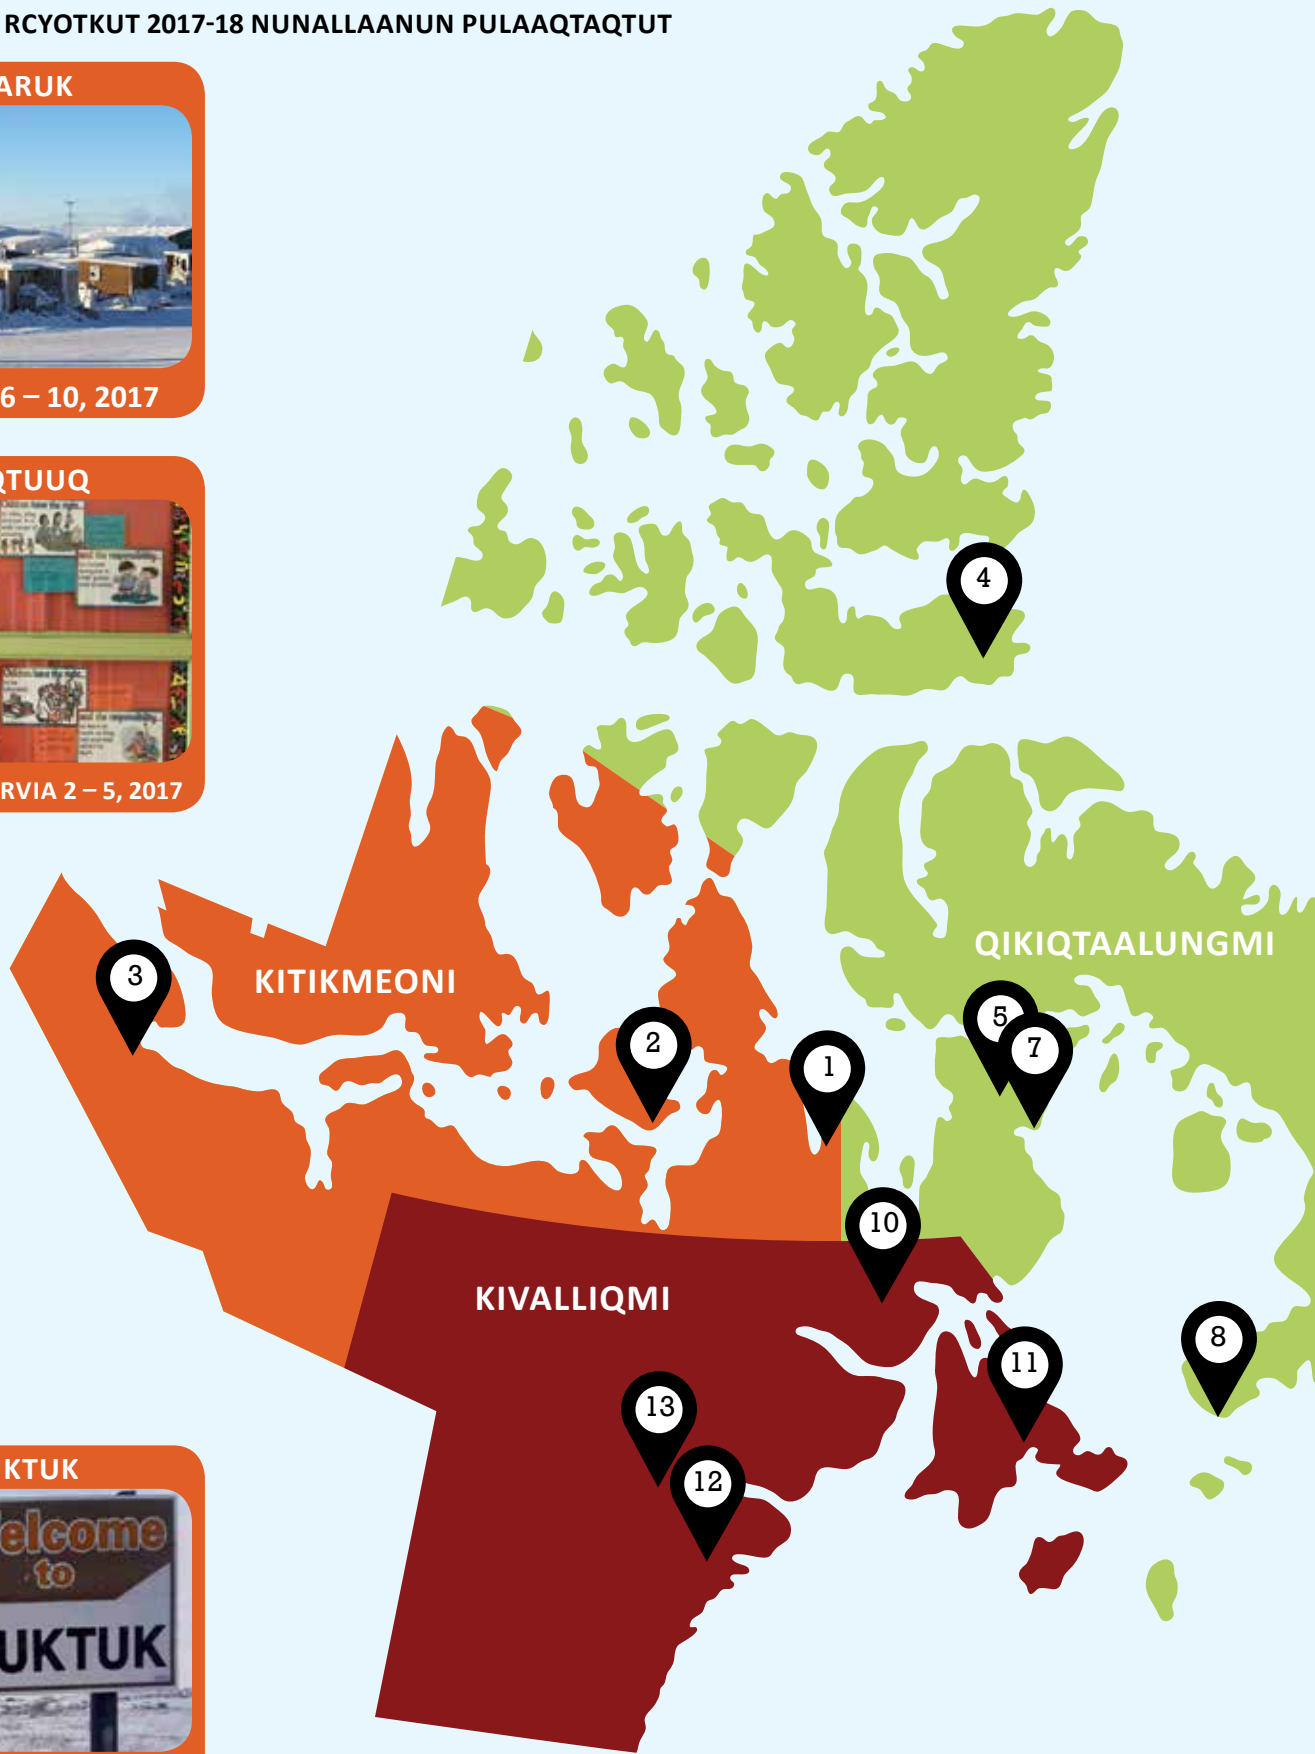 RCYOTKUT 2017-18 NUNALLAANUN PULAAQTAQTUT
ARUK
6 – 10, 2017
QTUUQ
RVIA 2 – 5, 2017
4
QIKIQTAALUNGMI
KITIKMEONI
3
5
2
7
1
10
KIVALLIQMI
8
11
13
12
KTUK
elcome
to
UKTUK